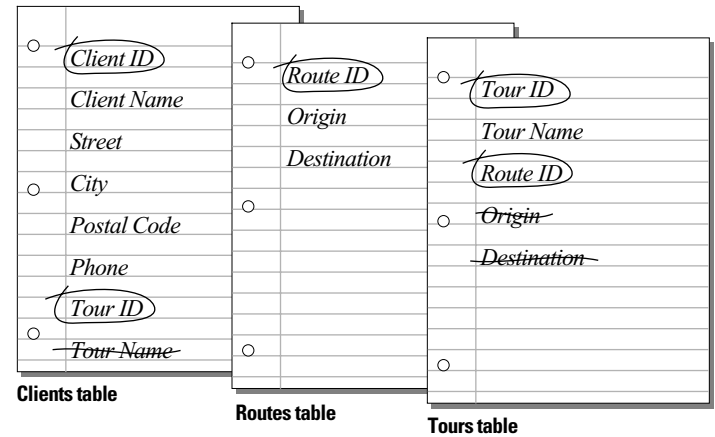 Client ID
Client Name
Street
City
Postal Code
Phone
Tour ID
Tour Name
Clients table
Route ID
Origin
Destination
Routes table
Tour ID
Tour Name
Route ID
Origin
Destination
Tours table